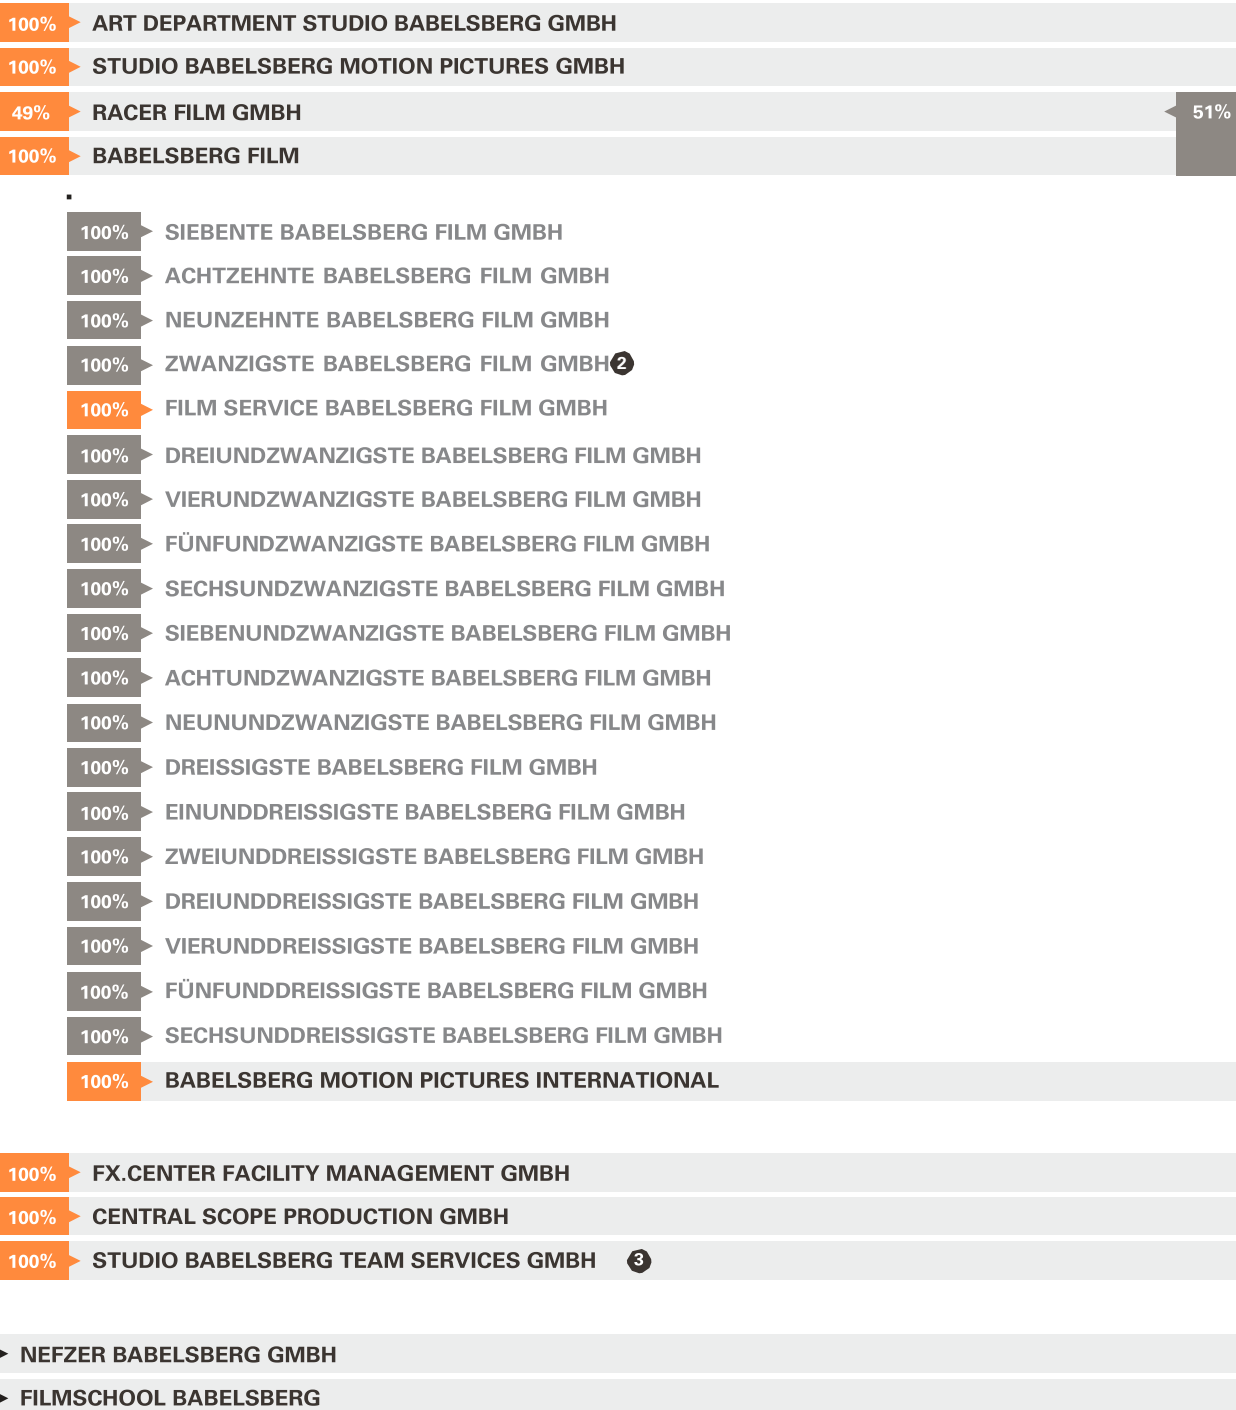 100% ART DEPARTMENT STUDIO BABELSBERG GMBH
100% STUDIO BABELSBERG MOTION PICTURES GMBH
49% RACER FILM GMBH 51%
100% BABELSBERG FILM
100% SIEBENTE BABELSBERG FILM GMBH
100% ACHTZEHNTE BABELSBERG FILM GMBH
100% NEUNZEHNTE BABELSBERG FILM GMBH
100% ZWANZIGSTE BABELSBERG FILM GMBH 2
100% FILM SERVICE BABELSBERG FILM GMBH
100% DREIUNDZWANZIGSTE BABELSBERG FILM GMBH
100% VIERUNDZWANZIGSTE BABELSBERG FILM GMBH
100% FÜNFUNDZWANZIGSTE BABELSBERG FILM GMBH
100% SECHSUNDZWANZIGSTE BABELSBERG FILM GMBH
100% SIEBENUNDZWANZIGSTE BABELSBERG FILM GMBH
100% ACHTUNDZWANZIGSTE BABELSBERG FILM GMBH
100% NEUNUNDZWANZIGSTE BABELSBERG FILM GMBH
100% DREISSIGSTE BABELSBERG FILM GMBH
100% EINUNDDREISSIGSTE BABELSBERG FILM GMBH
100% ZWEIUNDDREISSIGSTE BABELSBERG FILM GMBH
100% DREIUNDDREISSIGSTE BABELSBERG FILM GMBH
100% VIERUNDDREISSIGSTE BABELSBERG FILM GMBH
100% FÜNFUNDDREISSIGSTE BABELSBERG FILM GMBH
100% SECHSUNDDREISSIGSTE BABELSBERG FILM GMBH
100% BABELSBERG MOTION PICTURES INTERNATIONAL
100% FX.CENTER FACILITY MANAGEMENT GMBH
100% CENTRAL SCOPE PRODUCTION GMBH
100% STUDIO BABELSBERG TEAM SERVICES GMBH 3
NEFZER BABELSBERG GMBH
FILMSCHOOL BABELSBERG